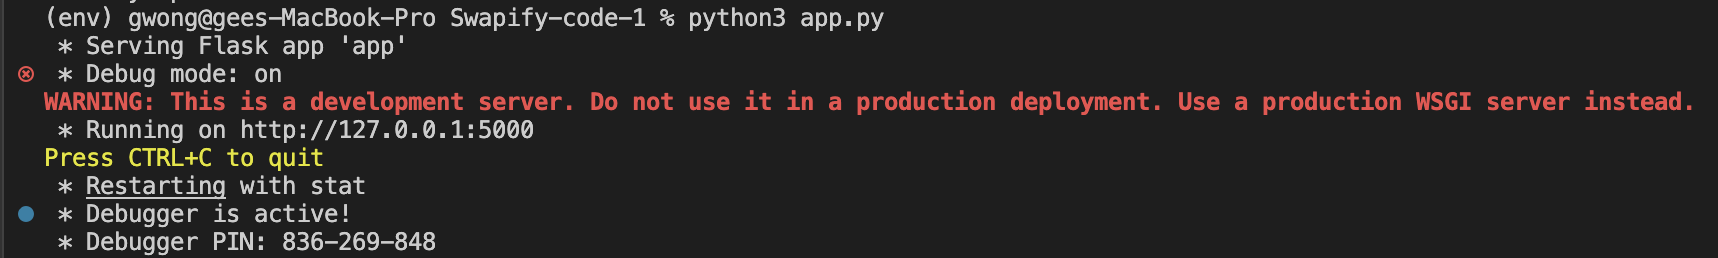 (env) gwong@gees-MacBook-Pro Swapify-code-1 % python3 app.py
* Serving Flask app 'app'
* Debug mode: on
WARNING: This is a development server. Do not use it in a production deployment. Use a production WSGI server instead.
* Running on http://127.0.0.1:5000
Press CTRL+C to quit
* Restarting with stat
* Debugger is active!
* Debugger PIN: 836-269-848